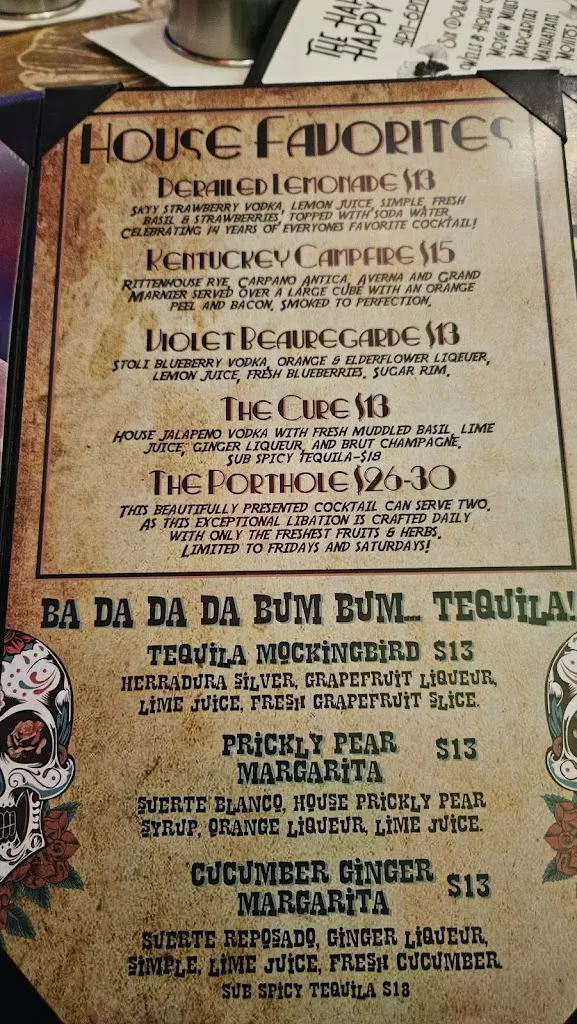 THE HAP
HAPPY
4PM-6PM
HOUSE FAVORITES
DERAILED LEMONADE $13
SKYY STRAWBERRY VODKA, LEMON JUICE, SIMPLE, FRESH
BASIL & STRAWBERRIES, TOPPED WITH SODA WATER.
CELEBRATING 14 YEARS OF EVERYONES FAVORITE COCKTAIL!
KENTUCKEY CAMPFIRE $15
RITTENHOUSE RYE, CARPANO ANTICA, AVERNA AND GRAND
MARNIER SERVED OVER A LARGE CUBE WITH AN ORANGE
PEEL AND BACON, SMOKED TO PERFECTION.
VIOLET BEAUREGARDE $13
STOLI BLUEBERRY VODKA, ORANGE & ELDERFLOWER LIQEUER,
LEMON JUICE, FRESH BLUEBERRIES, SUGAR RIM.
THE CURE $13
HOUSE JALAPENO VODKA WITH FRESH MUDDLED BASIL, LIME
JUICE, GINGER LIQUEUR, AND BRUT CHAMPAGNE.
SUB SPICY TEQUILA-$18
THE PORTHOLE $26-30
THIS BEAUTIFULLY PRESENTED COCKTAIL CAN SERVE TWO.
AS THIS EXCEPTIONAL LIBATION IS CRAFTED DAILY
WITH ONLY THE FRESHEST FRUITS & HERBS.
LIMITED TO FRIDAYS AND SATURDAYS!
BA DA DA DA BUM BUM... TEQUILA!
TEQUILA MOCKINGBIRD $13
HERRADURA SILVER, GRAPEFRUIT LIQUEUR,
LIME JUICE, FRESH GRAPEFRUIT SLICE.
PRICKLY PEAR $13
MARGARITA
SUERTE BLANCO, HOUSE PRICKLY PEAR
SYRUP, ORANGE LIQUEUR, LIME JUICE.
CUCUMBER GINGER $13
MARGARITA
SUERTE REPOSADO, GINGER LIQUEUR,
SIMPLE, LIME JUICE, FRESH CUCUMBER.
SUB SPICY TEQUILA $18